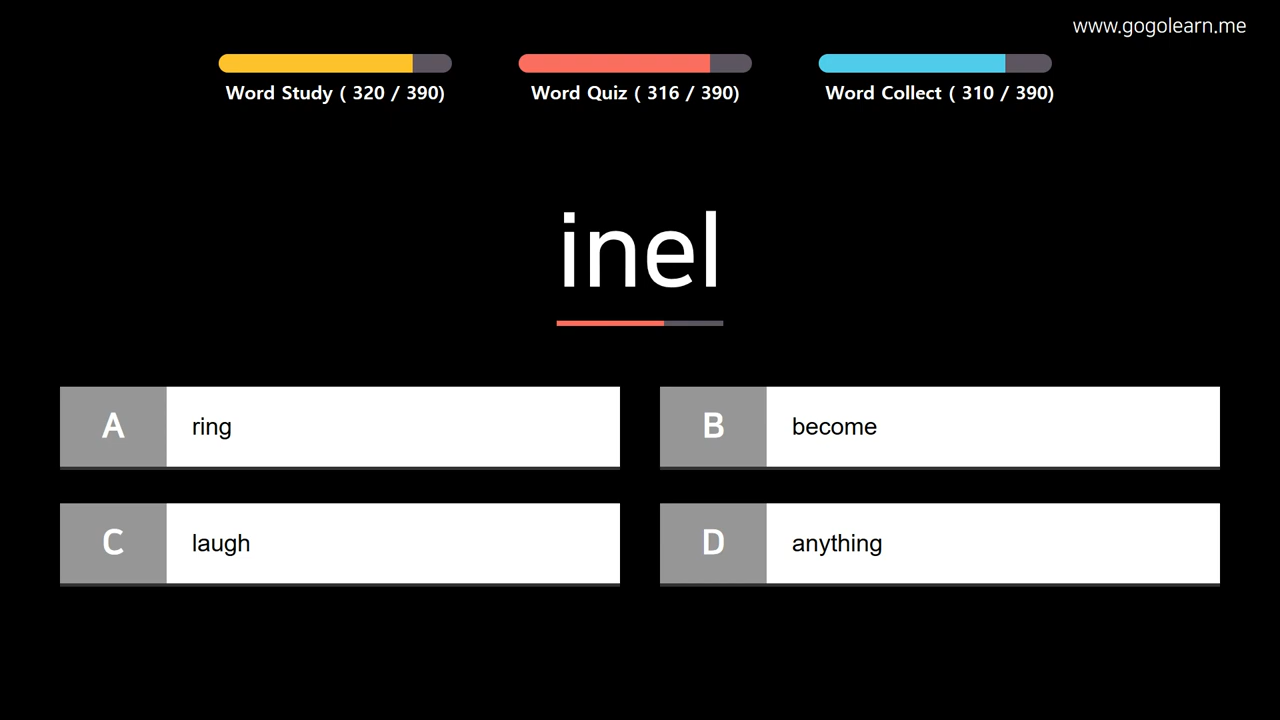 www.gogolearn.me
Word Study ( 320 / 390)
Word Quiz ( 316 / 390)
Word Collect ( 310 / 390)
inel
A ring
B become
C laugh
D anything